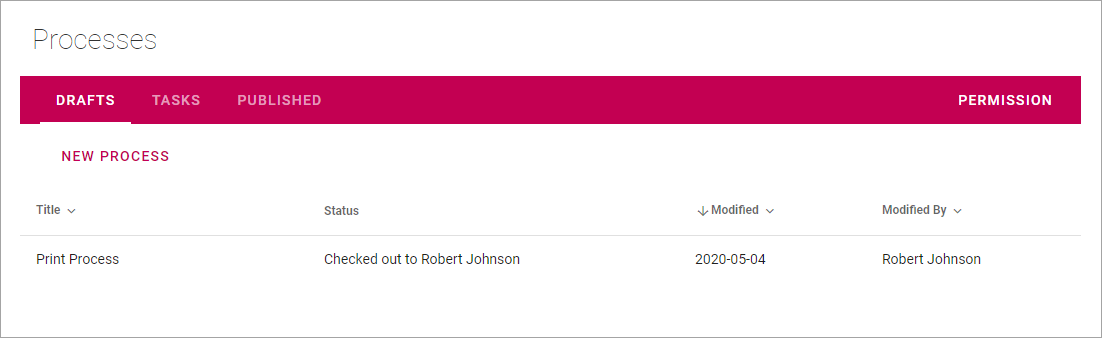 Processes
DRAFTS TASKS PUBLISHED PERMISSION
NEW PROCESS
Title Status Modified Modified By
Print Process Checked out to Robert Johnson 2020-05-04 Robert Johnson